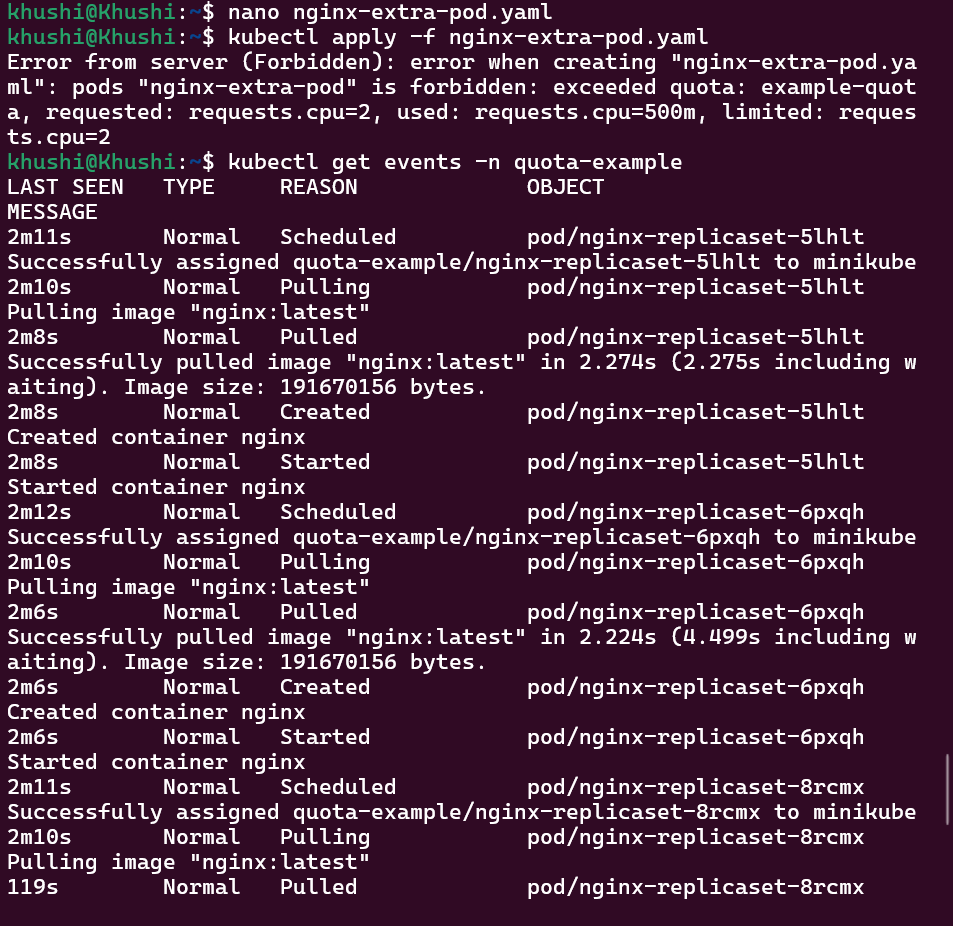 khushi@Khushi:~$ nano nginx-extra-pod.yaml
khushi@Khushi:~$ kubectl apply -f nginx-extra-pod.yaml
Error from server (Forbidden): error when creating "nginx-extra-pod.ya
ml": pods "nginx-extra-pod" is forbidden: exceeded quota: example-quot
a, requested: requests.cpu=2, used: requests.cpu=500m, limited: reques
ts.cpu=2
khushi@Khushi:~$ kubectl get events -n quota-example
LAST SEEN   TYPE     REASON             OBJECT
MESSAGE
2m11s       Normal   Scheduled          pod/nginx-replicaset-5lhlt
Successfully assigned quota-example/nginx-replicaset-5lhlt to minikube
2m10s       Normal   Pulling            pod/nginx-replicaset-5lhlt
Pulling image "nginx:latest"
2m8s        Normal   Pulled             pod/nginx-replicaset-5lhlt
Successfully pulled image "nginx:latest" in 2.274s (2.275s including w
aiting). Image size: 191670156 bytes.
2m8s        Normal   Created            pod/nginx-replicaset-5lhlt
Created container nginx
2m8s        Normal   Started            pod/nginx-replicaset-5lhlt
Started container nginx
2m12s       Normal   Scheduled          pod/nginx-replicaset-6pxqh
Successfully assigned quota-example/nginx-replicaset-6pxqh to minikube
2m10s       Normal   Pulling            pod/nginx-replicaset-6pxqh
Pulling image "nginx:latest"
2m6s        Normal   Pulled             pod/nginx-replicaset-6pxqh
Successfully pulled image "nginx:latest" in 2.224s (4.499s including w
aiting). Image size: 191670156 bytes.
2m6s        Normal   Created            pod/nginx-replicaset-6pxqh
Created container nginx
2m6s        Normal   Started            pod/nginx-replicaset-6pxqh
Started container nginx
2m11s       Normal   Scheduled          pod/nginx-replicaset-8rcmx
Successfully assigned quota-example/nginx-replicaset-8rcmx to minikube
2m10s       Normal   Pulling            pod/nginx-replicaset-8rcmx
Pulling image "nginx:latest"
119s        Normal   Pulled             pod/nginx-replicaset-8rcmx